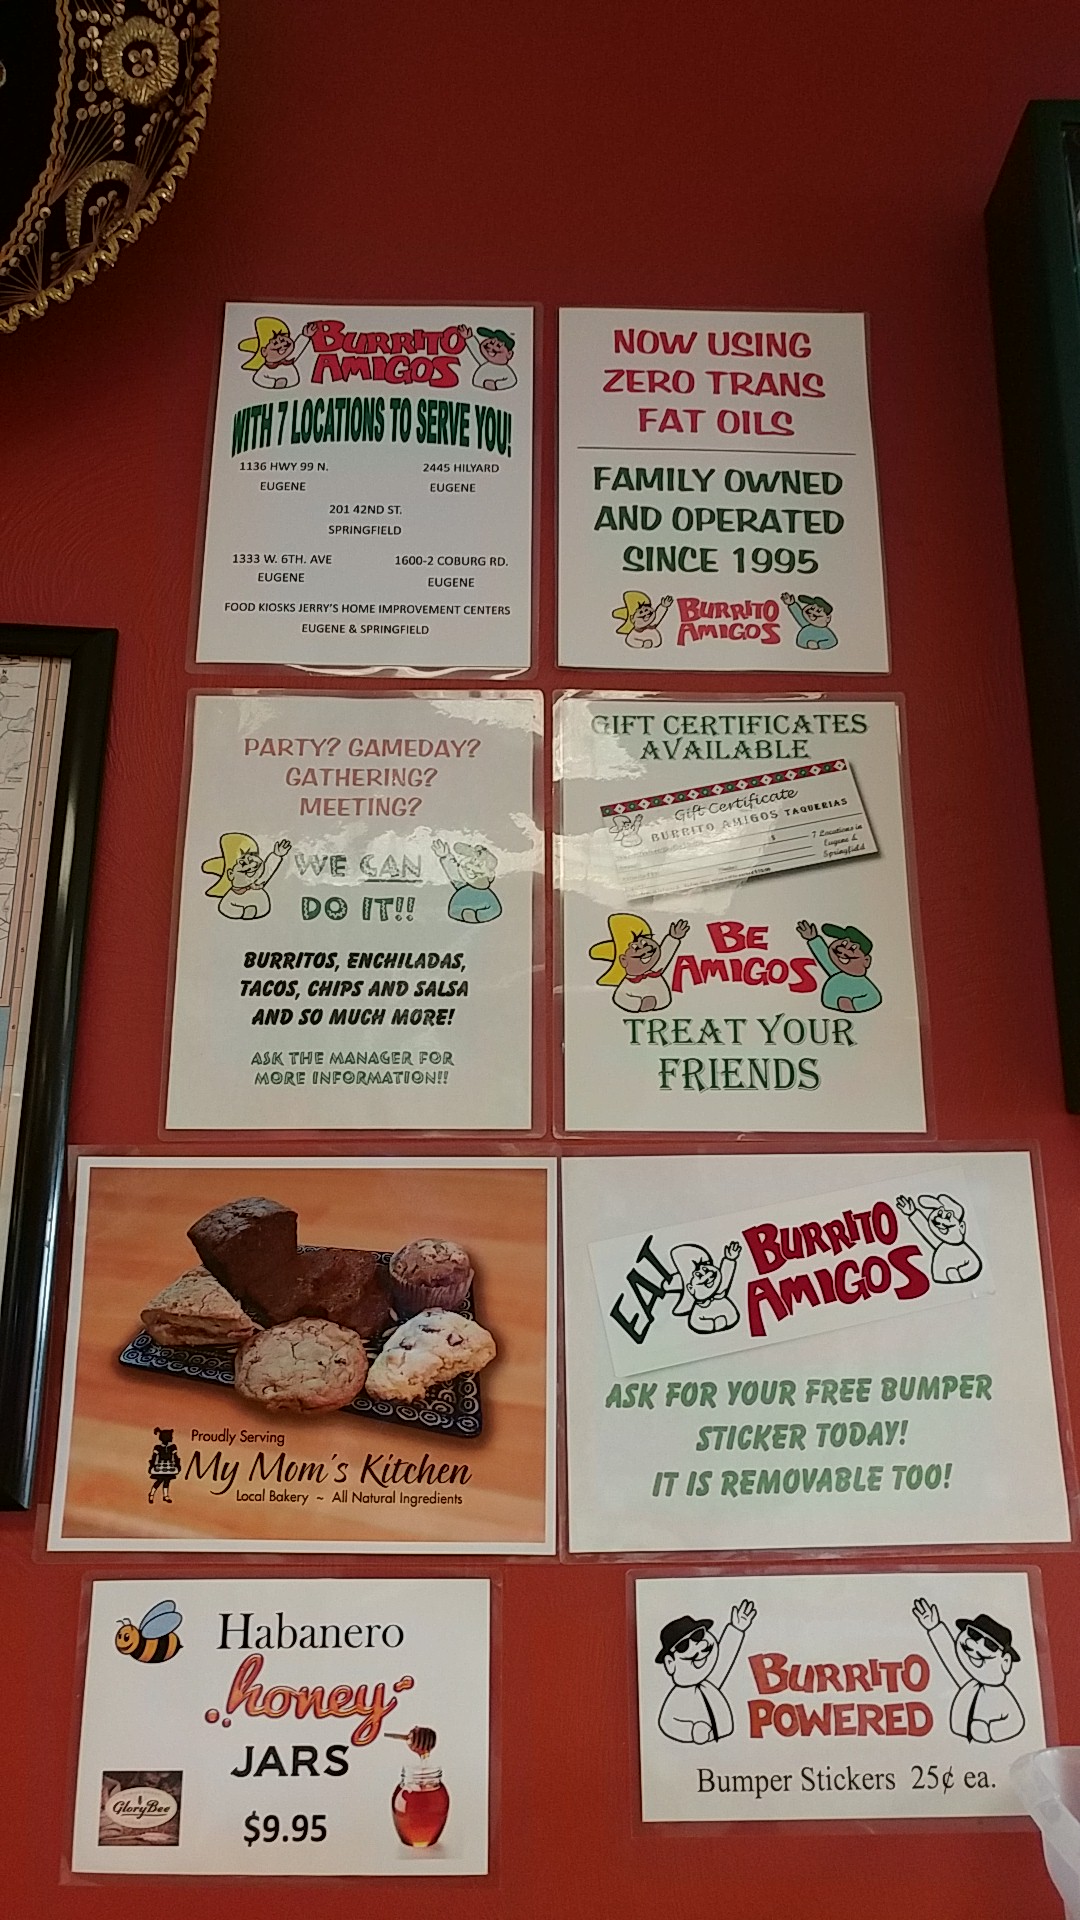 BURRITO
AMIGOS
WITH 7 LOCATIONS TO SERVE YOU!
1136 HWY 99 N.
EUGENE
2445 HILYARD
EUGENE
201 42ND ST.
SPRINGFIELD
1333 W. 6TH. AVE
EUGENE
1600-2 COBURG RD.
EUGENE
FOOD KIOSKS JERRY'S HOME IMPROVEMENT CENTERS
EUGENE & SPRINGFIELD
NOW USING
ZERO TRANS
FAT OILS
FAMILY OWNED
AND OPERATED
SINCE 1995
BURRITO
AMIGOS
PARTY? GAMEDAY?
GATHERING?
MEETING?
WE CAN
DO IT!!
BURRITOS, ENCHILADAS,
TACOS, CHIPS AND SALSA
AND SO MUCH MORE!
ASK THE MANAGER FOR
MORE INFORMATION!!
GIFT CERTIFICATES
AVAILABLE
Gift Certificate
BURRITO AMIGOS TAQUERIAS
$
7 Locations in
Eugene &
Springfield
BE
AMIGOS
TREAT YOUR
FRIENDS
Proudly Serving
My Mom's Kitchen
Local Bakery ~ All Natural Ingredients
EAT
BURRITO
AMIGOS
ASK FOR YOUR FREE BUMPER
STICKER TODAY!
IT IS REMOVABLE TOO!
Habanero
honey
JARS
GloryBee
$9.95
BURRITO
POWERED
Bumper Stickers 25¢ ea.